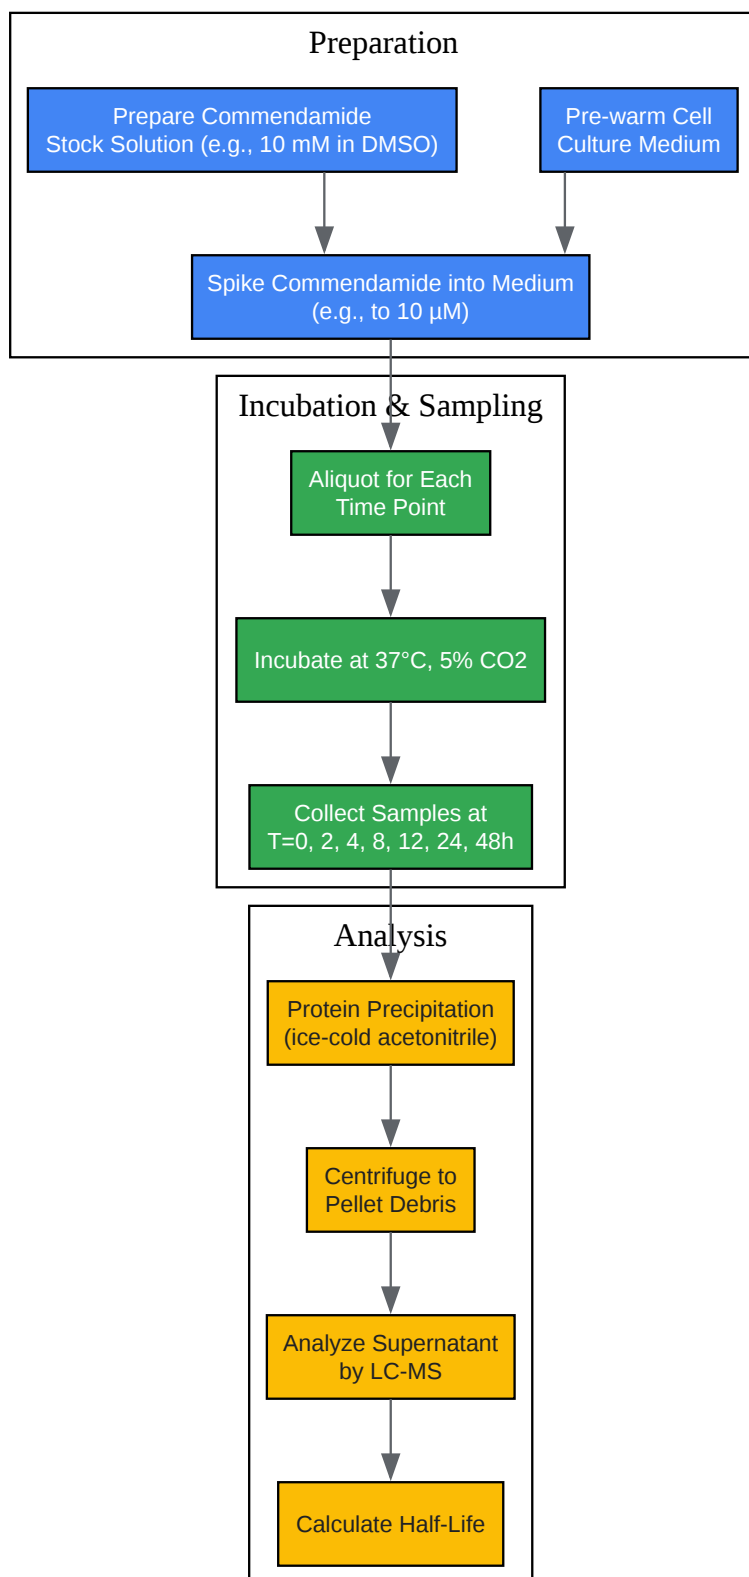 Preparation
Prepare Commendamide
Stock Solution (e.g., 10 mM in DMSO)
Pre-warm Cell
Culture Medium
Spike Commendamide into Medium
(e.g., to 10 µM)
Incubation & Sampling
Aliquot for Each
Time Point
Incubate at 37°C, 5% CO2
Collect Samples at
T=0, 2, 4, 8, 12, 24, 48h
Analysis
Protein Precipitation
(ice-cold acetonitrile)
Centrifuge to
Pellet Debris
Analyze Supernatant
by LC-MS
Calculate Half-Life